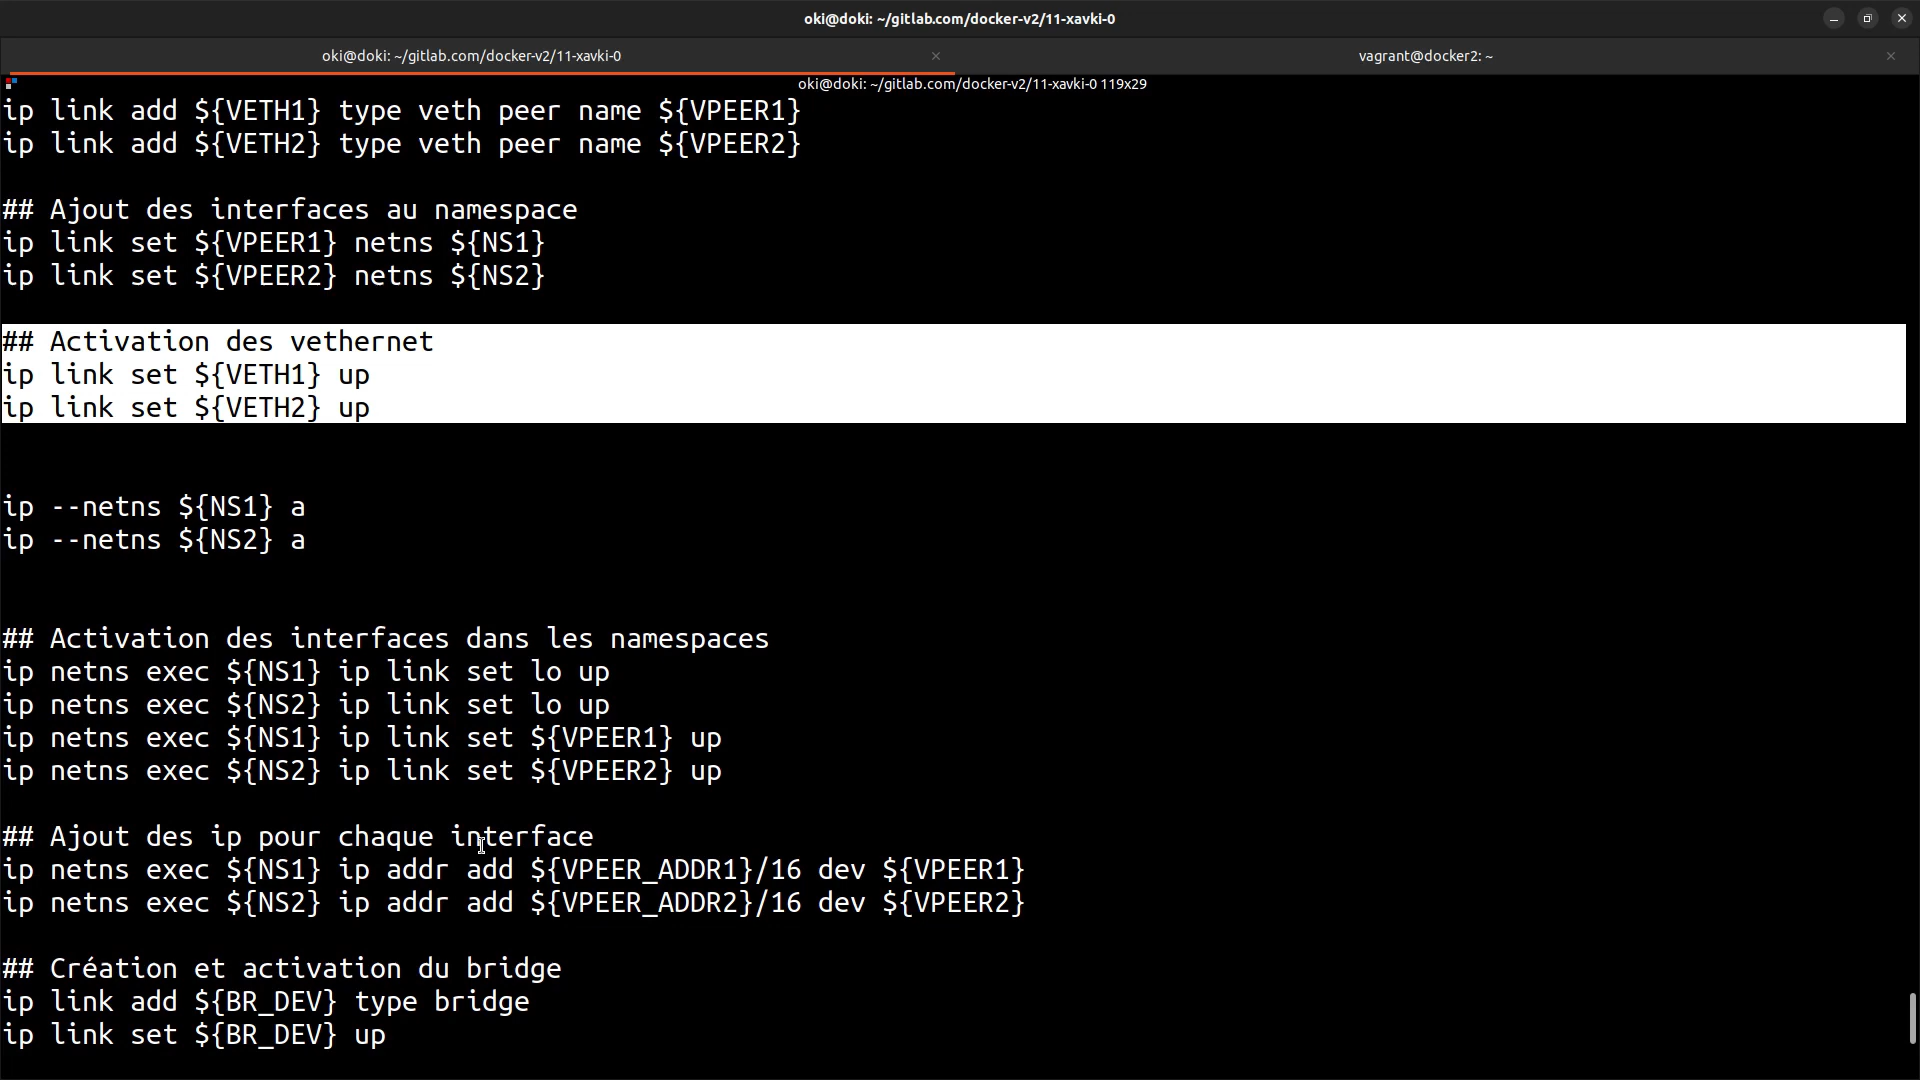 oki@doki: ~/gitlab.com/docker-v2/11-xavki-0
oki@doki: ~/gitlab.com/docker-v2/11-xavki-0
vagrant@docker2: ~
oki@doki: ~/gitlab.com/docker-v2/11-xavki-0 119x29
ip link add ${VETH1} type veth peer name ${VPEER1}
ip link add ${VETH2} type veth peer name ${VPEER2}
## Ajout des interfaces au namespace
ip link set ${VPEER1} netns ${NS1}
ip link set ${VPEER2} netns ${NS2}
## Activation des vethernet
ip link set ${VETH1} up
ip link set ${VETH2} up
ip --netns ${NS1} a
ip --netns ${NS2} a
## Activation des interfaces dans les namespaces
ip netns exec ${NS1} ip link set lo up
ip netns exec ${NS2} ip link set lo up
ip netns exec ${NS1} ip link set ${VPEER1} up
ip netns exec ${NS2} ip link set ${VPEER2} up
## Ajout des ip pour chaque interface
ip netns exec ${NS1} ip addr add ${VPEER_ADDR1}/16 dev ${VPEER1}
ip netns exec ${NS2} ip addr add ${VPEER_ADDR2}/16 dev ${VPEER2}
## Création et activation du bridge
ip link add ${BR_DEV} type bridge
ip link set ${BR_DEV} up